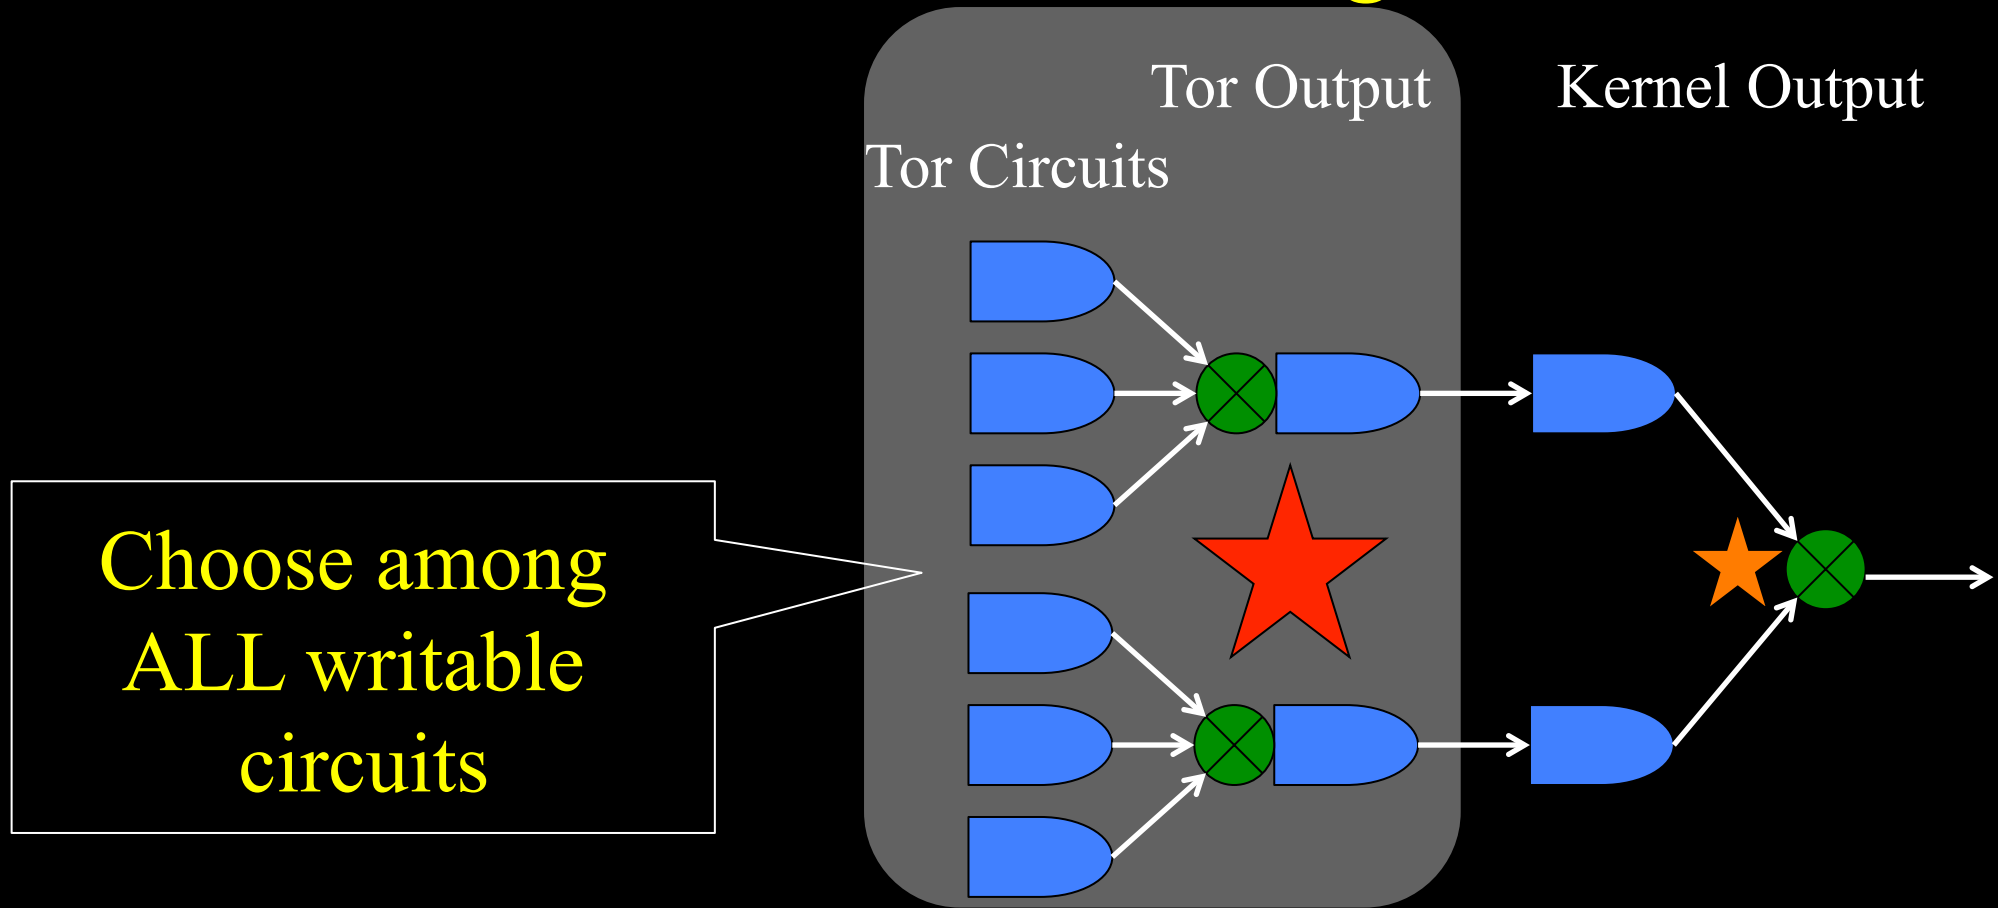 Tor Output
Kernel Output
Tor Circuits
Choose among
ALL writable
circuits